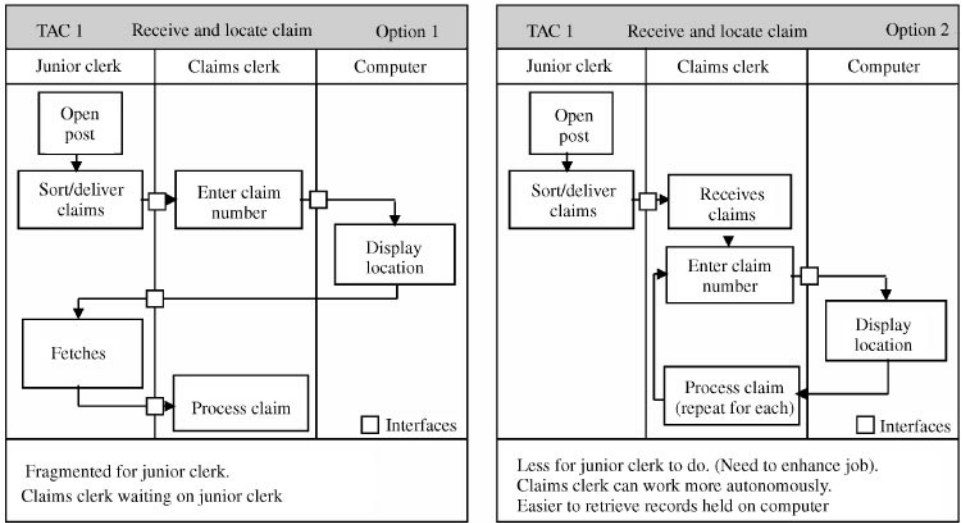 TAC 1 Receive and locate claim Option 1
Junior clerk Claims clerk Computer
Open
post
Sort/deliver
claims
Enter claim
number
Display
location
Fetches
Process claim
Interfaces
Fragmented for junior clerk.
Claims clerk waiting on junior clerk
TAC 1 Receive and locate claim Option 2
Junior clerk Claims clerk Computer
Open
post
Sort/deliver
claims
Receives
claims
Enter claim
number
Display
location
Process claim
(repeat for each)
Interfaces
Less for junior clerk to do. (Need to enhance job).
Claims clerk can work more autonomously.
Easier to retrieve records held on computer